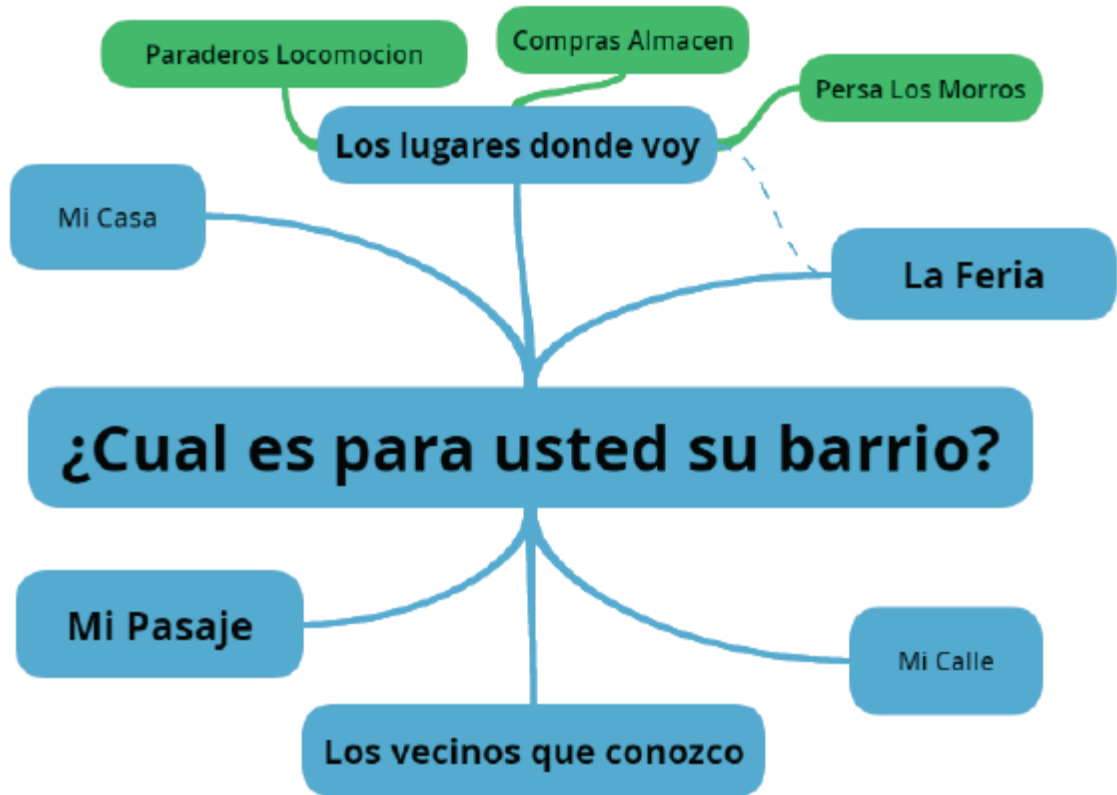 Paraderos Locomocion
Compras Almacen
Persa Los Morros
Los lugares donde voy
Mi Casa
La Feria
¿Cual es para usted su barrio?
Mi Pasaje
Mi Calle
Los vecinos que conozco